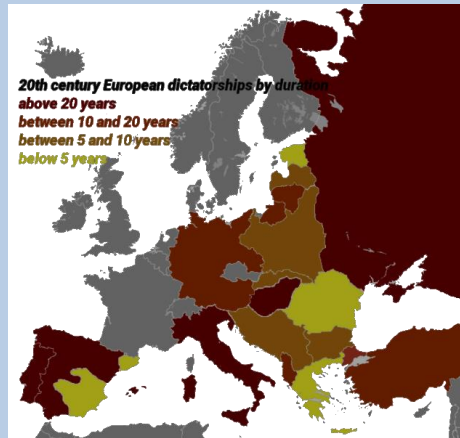 20th century European dictatorships by duration
above 20 years
between 10 and 20 years
between 5 and 10 years
below 5 years